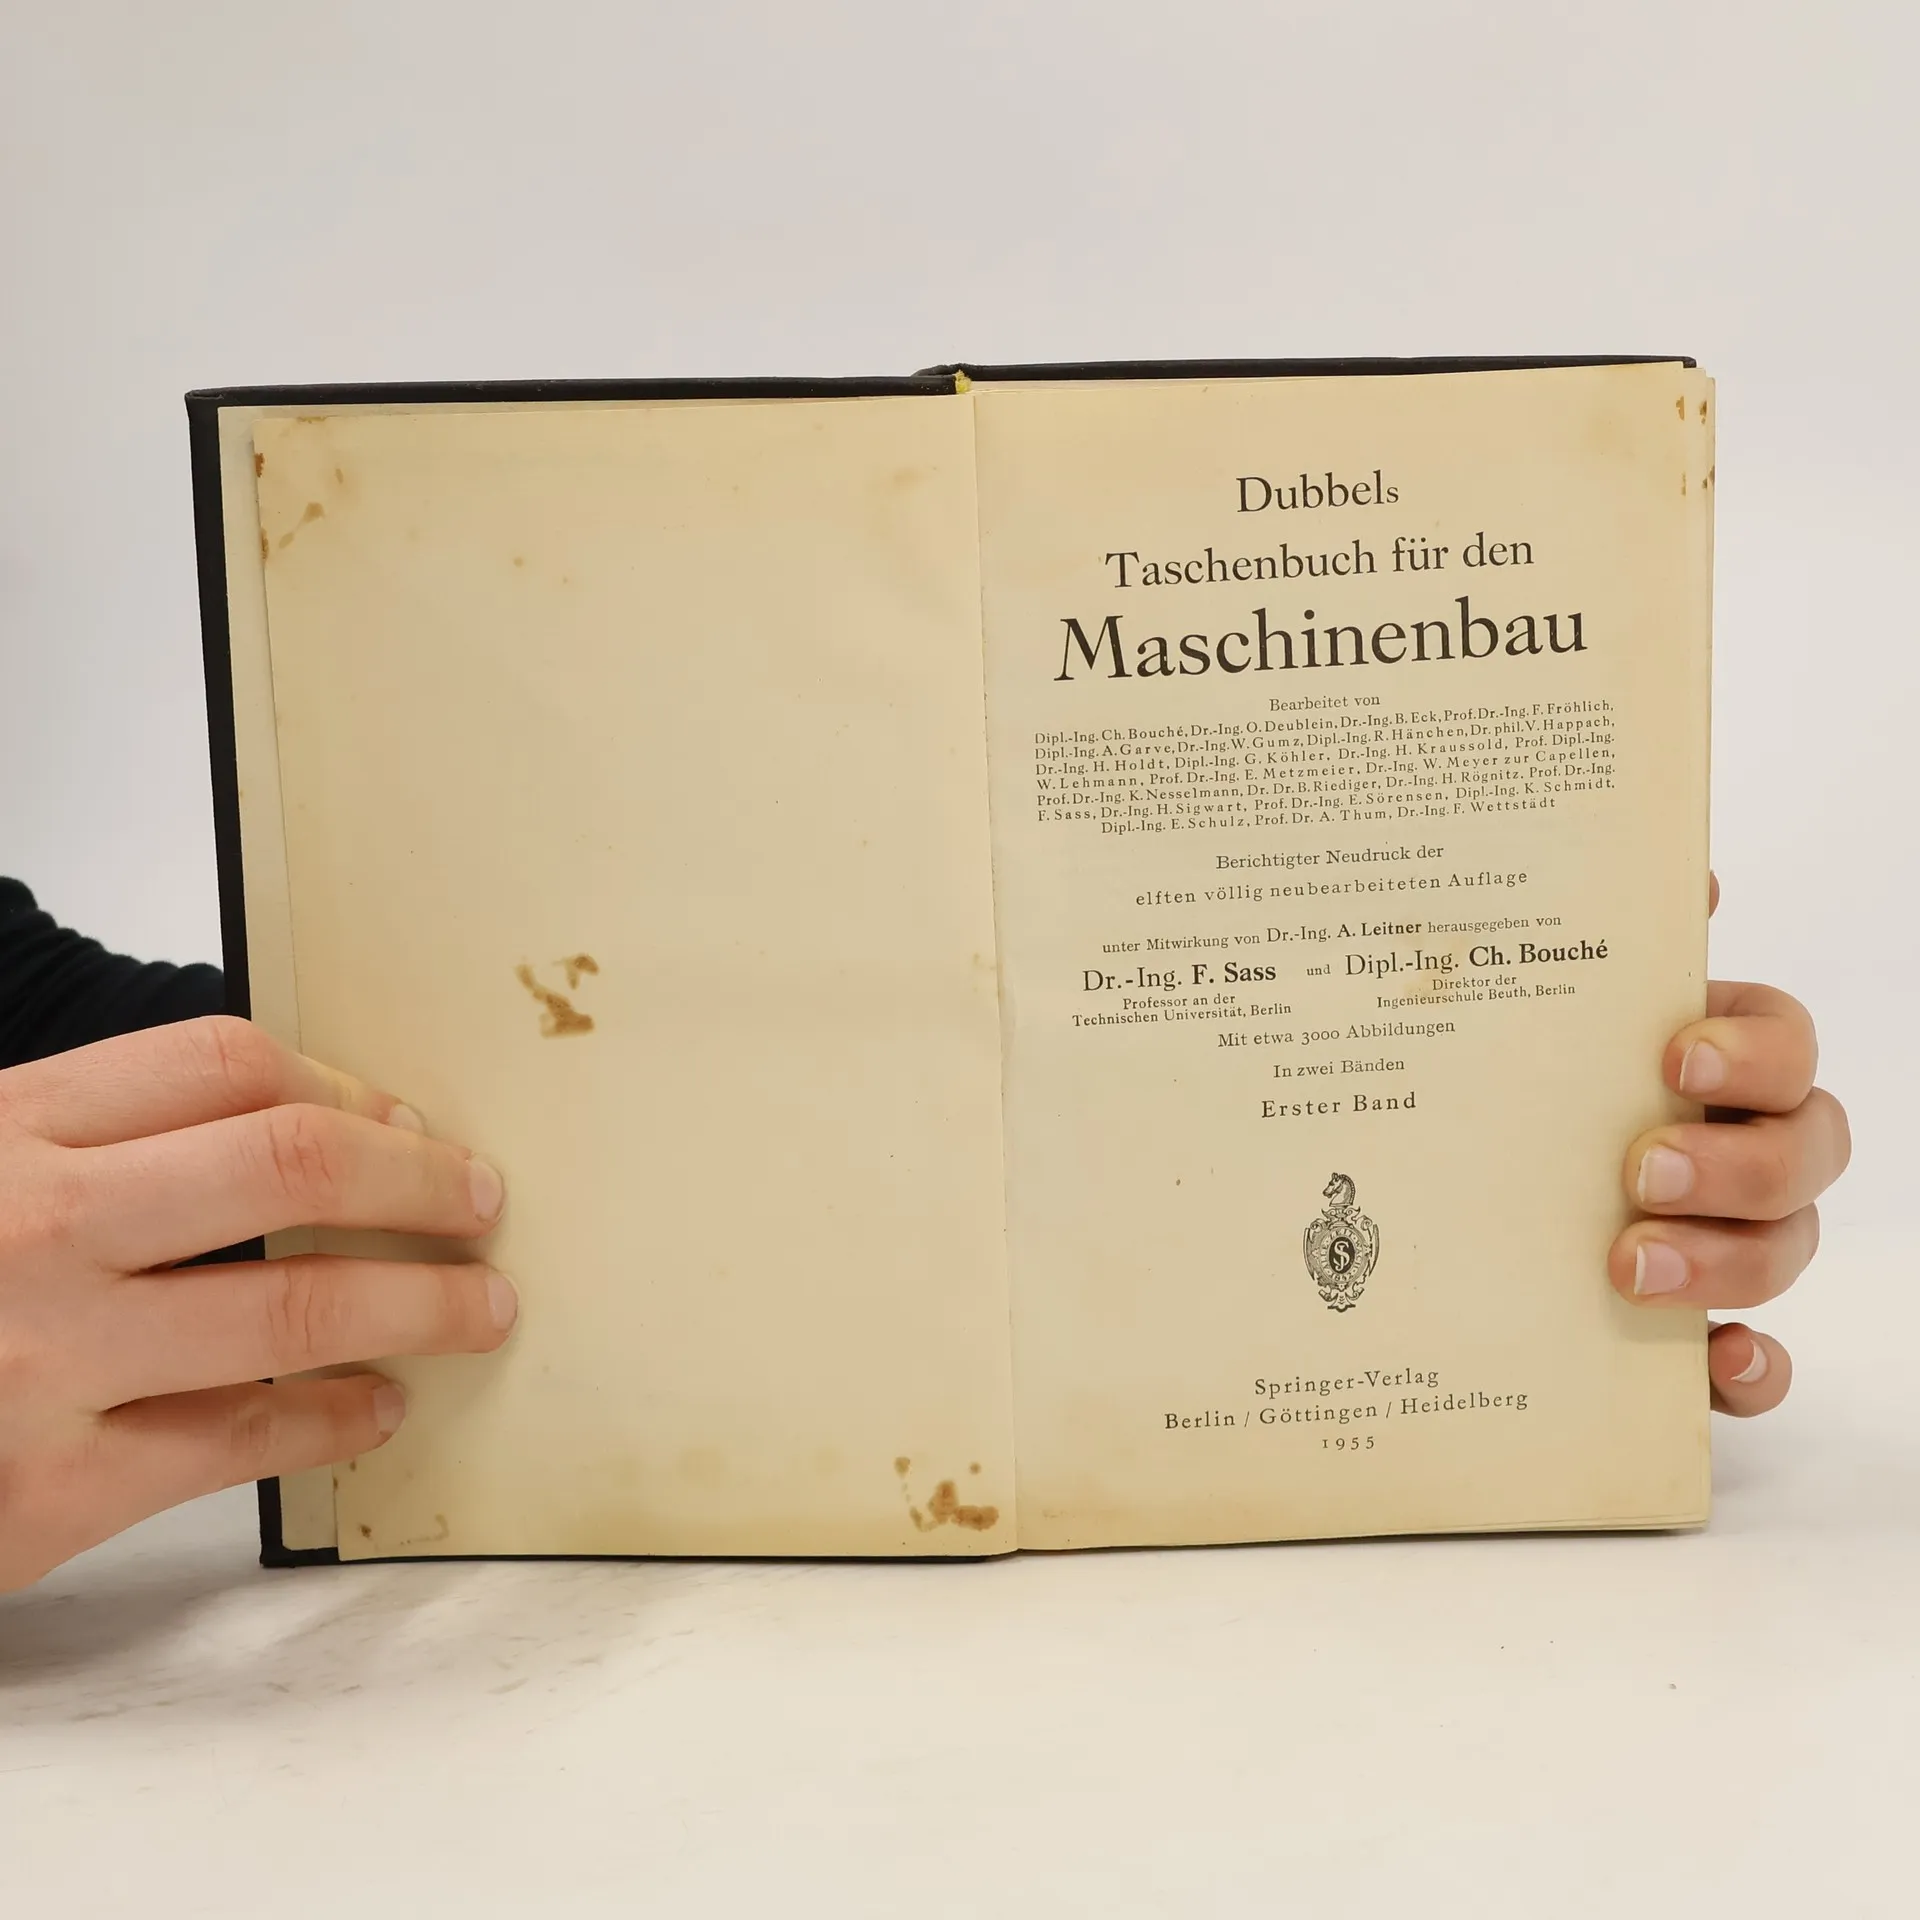 Dubbels
Taschenbuch für den
Maschinenbau
Bearbeitet von
Dipl.-Ing. Ch. Bouché, Dr.-Ing. O. Deublein, Dr.-Ing. B. Eck, Prof. Dr.-Ing. F. Fröhlich,
Dipl.-Ing. A. Garve, Dr.-Ing. W. Gumz, Dipl.-Ing. R. Hänchen, Dr. phil. V. Happach,
Dr.-Ing. H. Holdt, Dipl.-Ing. G. Köhler, Dr.-Ing. H. Kraussold, Prof. Dipl.-Ing.
W. Lehmann, Prof. Dr.-Ing. E. Metzmeier, Dr.-Ing. W. Meyer zur Capellen,
Prof. Dr.-Ing. K. Nesselmann, Dr. Dr. B. Riediger, Dr.-Ing. H. Rögnitz, Prof. Dr.-Ing.
F. Sass, Dr.-Ing. H. Sigwart, Prof. Dr.-Ing. E. Sörensen, Dipl.-Ing. K. Schmidt,
Dipl.-Ing. E. Schulz, Prof. Dr. A. Thum, Dr.-Ing. F. Wettstädt
Berichtigter Neudruck der
elften völlig neubearbeiteten Auflage
unter Mitwirkung von Dr.-Ing. A. Leitner herausgegeben von
Dr.-Ing. F. Sass und Dipl.-Ing. Ch. Bouché
Professor an der Direktor der
Technischen Universität, Berlin Ingenieurschule Beuth, Berlin
Mit etwa 3000 Abbildungen
In zwei Bänden
Erster Band
Springer-Verlag
Berlin / Göttingen / Heidelberg
1955